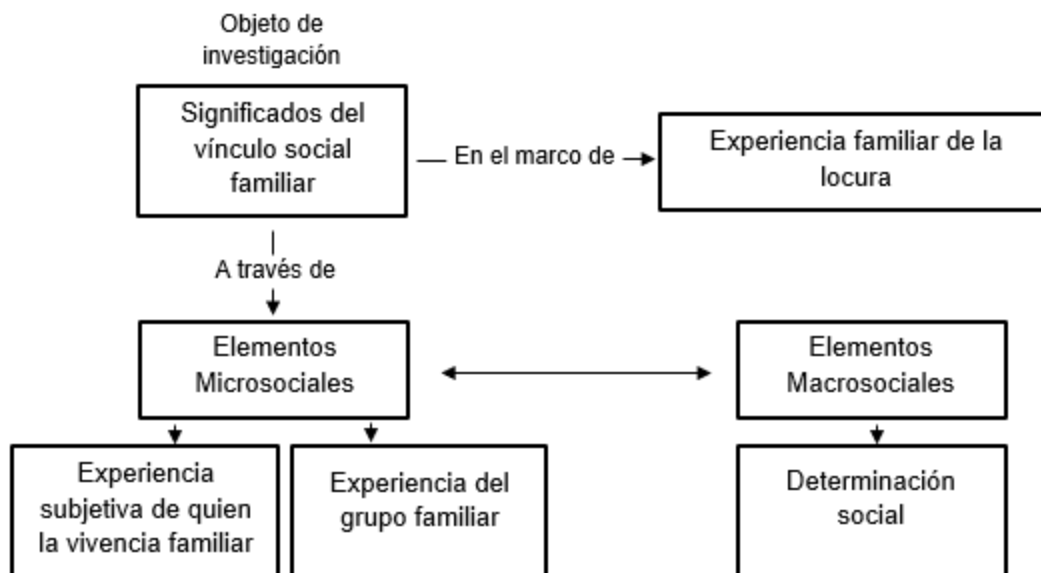 Objeto de
investigación
Significados del
vínculo social
familiar
En el marco de
Experiencia familiar de la
locura
A través de
Elementos
Microsociales
Elementos
Macrosociales
Experiencia
subjetiva de quien
la vivencia familiar
Experiencia del
grupo familiar
Determinación
social